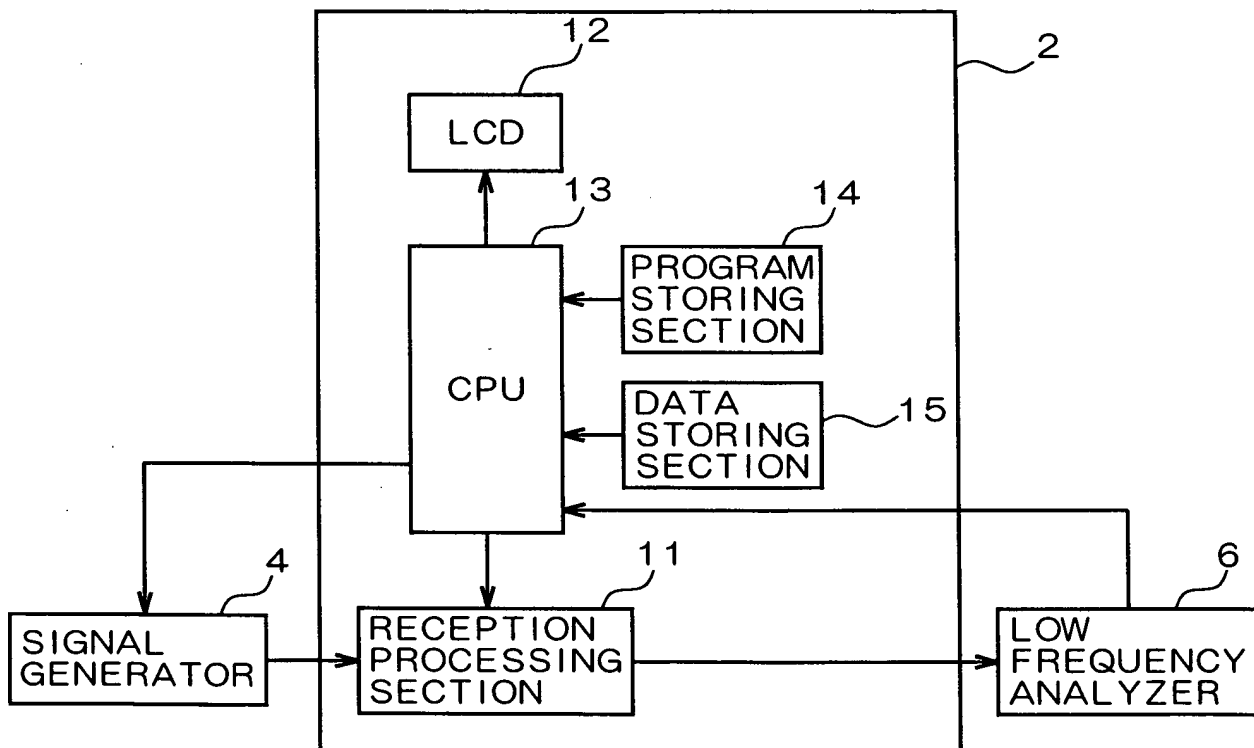 12
2
LCD
13
14
PROGRAM
STORING
SECTION
CPU
DATA
STORING
SECTION
15
4
11
6
SIGNAL
GENERATOR
RECEPTION
PROCESSING
SECTION
LOW
FREQUENCY
ANALYZER